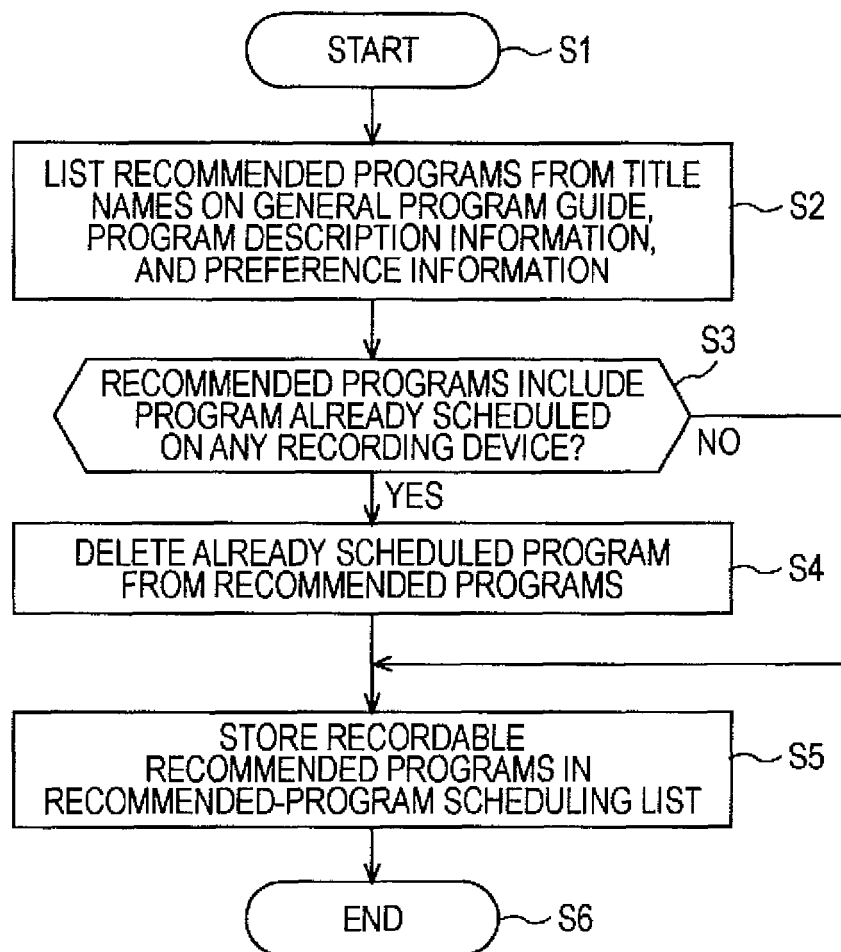 START
S1
LIST RECOMMENDED PROGRAMS FROM TITLE
NAMES ON GENERAL PROGRAM GUIDE,
PROGRAM DESCRIPTION INFORMATION,
AND PREFERENCE INFORMATION
S2
S3
RECOMMENDED PROGRAMS INCLUDE
PROGRAM ALREADY SCHEDULED
ON ANY RECORDING DEVICE?
NO
YES
DELETE ALREADY SCHEDULED PROGRAM
FROM RECOMMENDED PROGRAMS
S4
STORE RECORDABLE
RECOMMENDED PROGRAMS IN
RECOMMENDED-PROGRAM SCHEDULING LIST
S5
END
S6